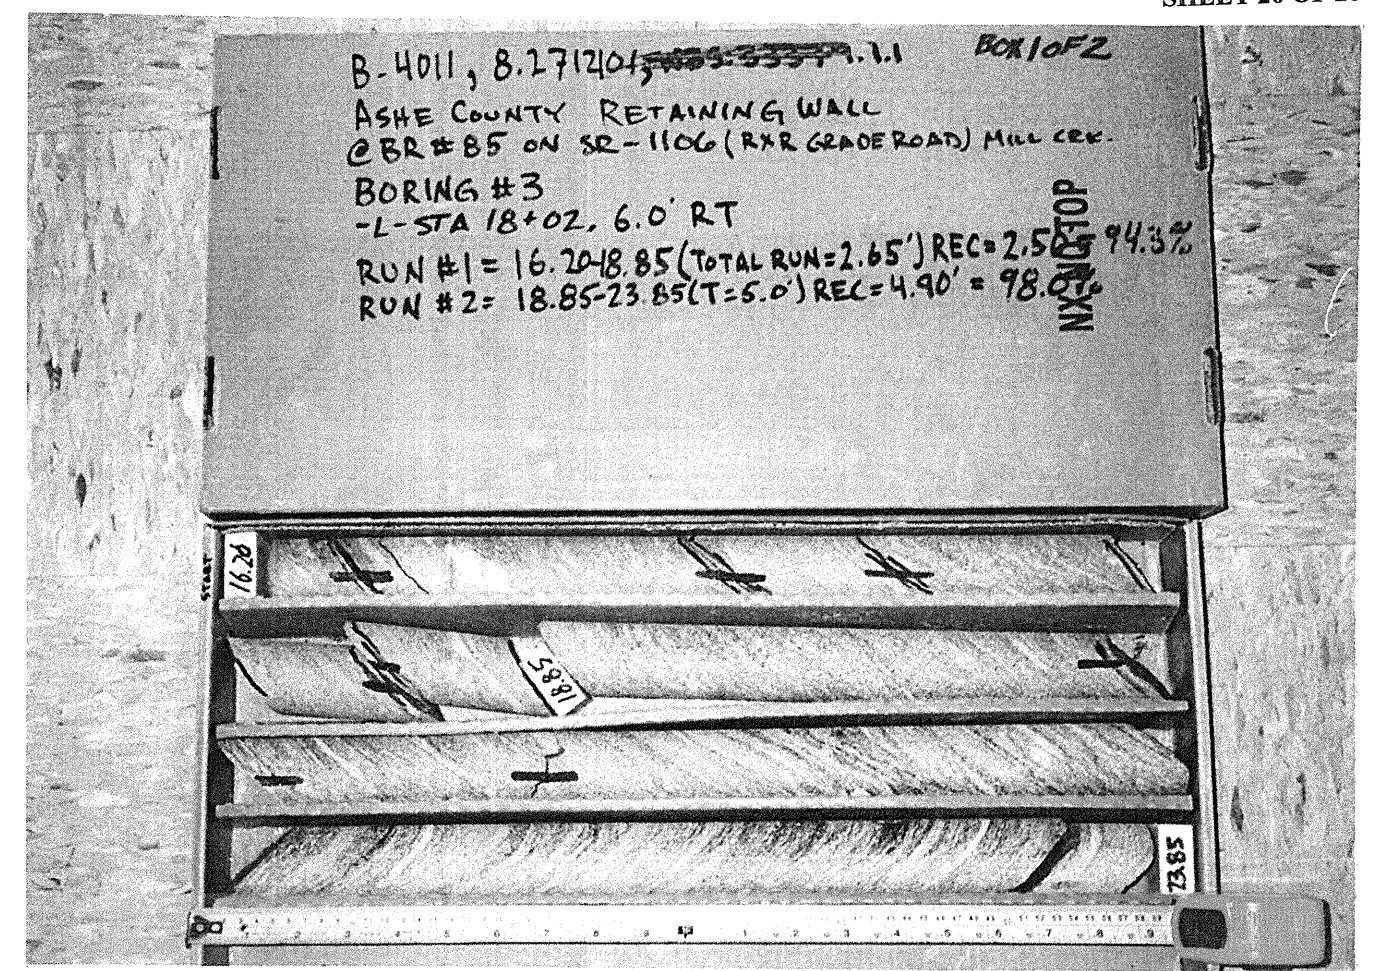 BOX 1 OF 2
B-4011, 8.2712101, .1.1
ASHE COUNTY RETAINING WALL
@ BR #85 ON SR-1106 (RXR GRADE ROAD) MILL CRK.
BORING #3
-L- STA 18+02, 6.0' RT
RUN #1 = 16.20-18.85 (TOTAL RUN=2.65') REC= 94.3%
RUN #2= 18.85-23.85 (T=5.0') REC=4.90' = 98.0%
NX TOP
START
16.20
18.85
23.85